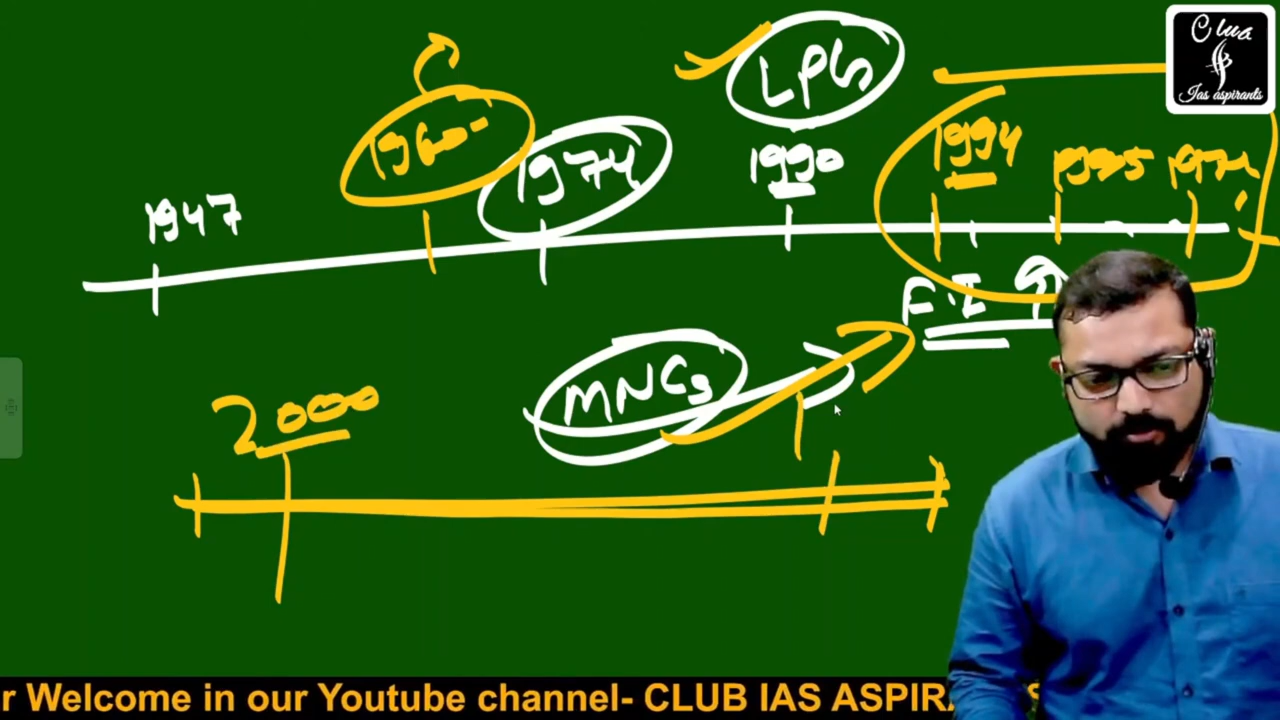 Club
Ias aspirants
LPG
1960-
1974
1990
1994
1995
1947
F.I
MNCs
2000
r Welcome in our Youtube channel- CLUB IAS ASPIR